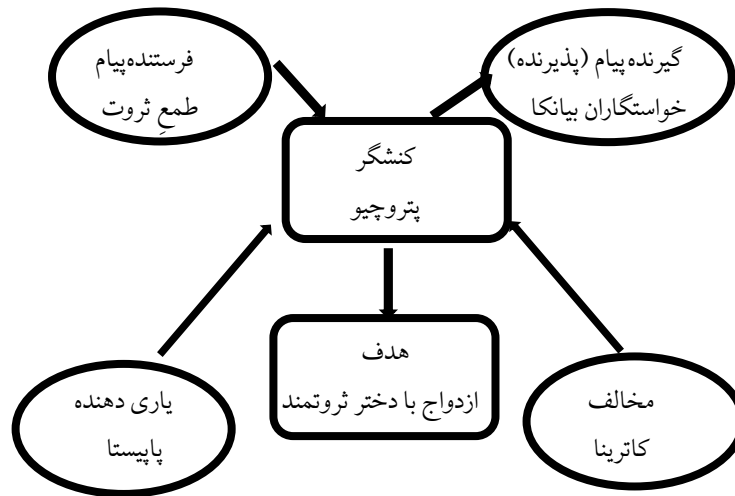 گیرنده‌پیام (پذیرنده)
خواستگاران بیانکا
فرستنده‌پیام
طمعِ ثروت
کنشگر
پتروچیو
هدف
ازدواج با دختر ثروتمند
مخالف
کاترینا
یاری دهنده
پاپیستا